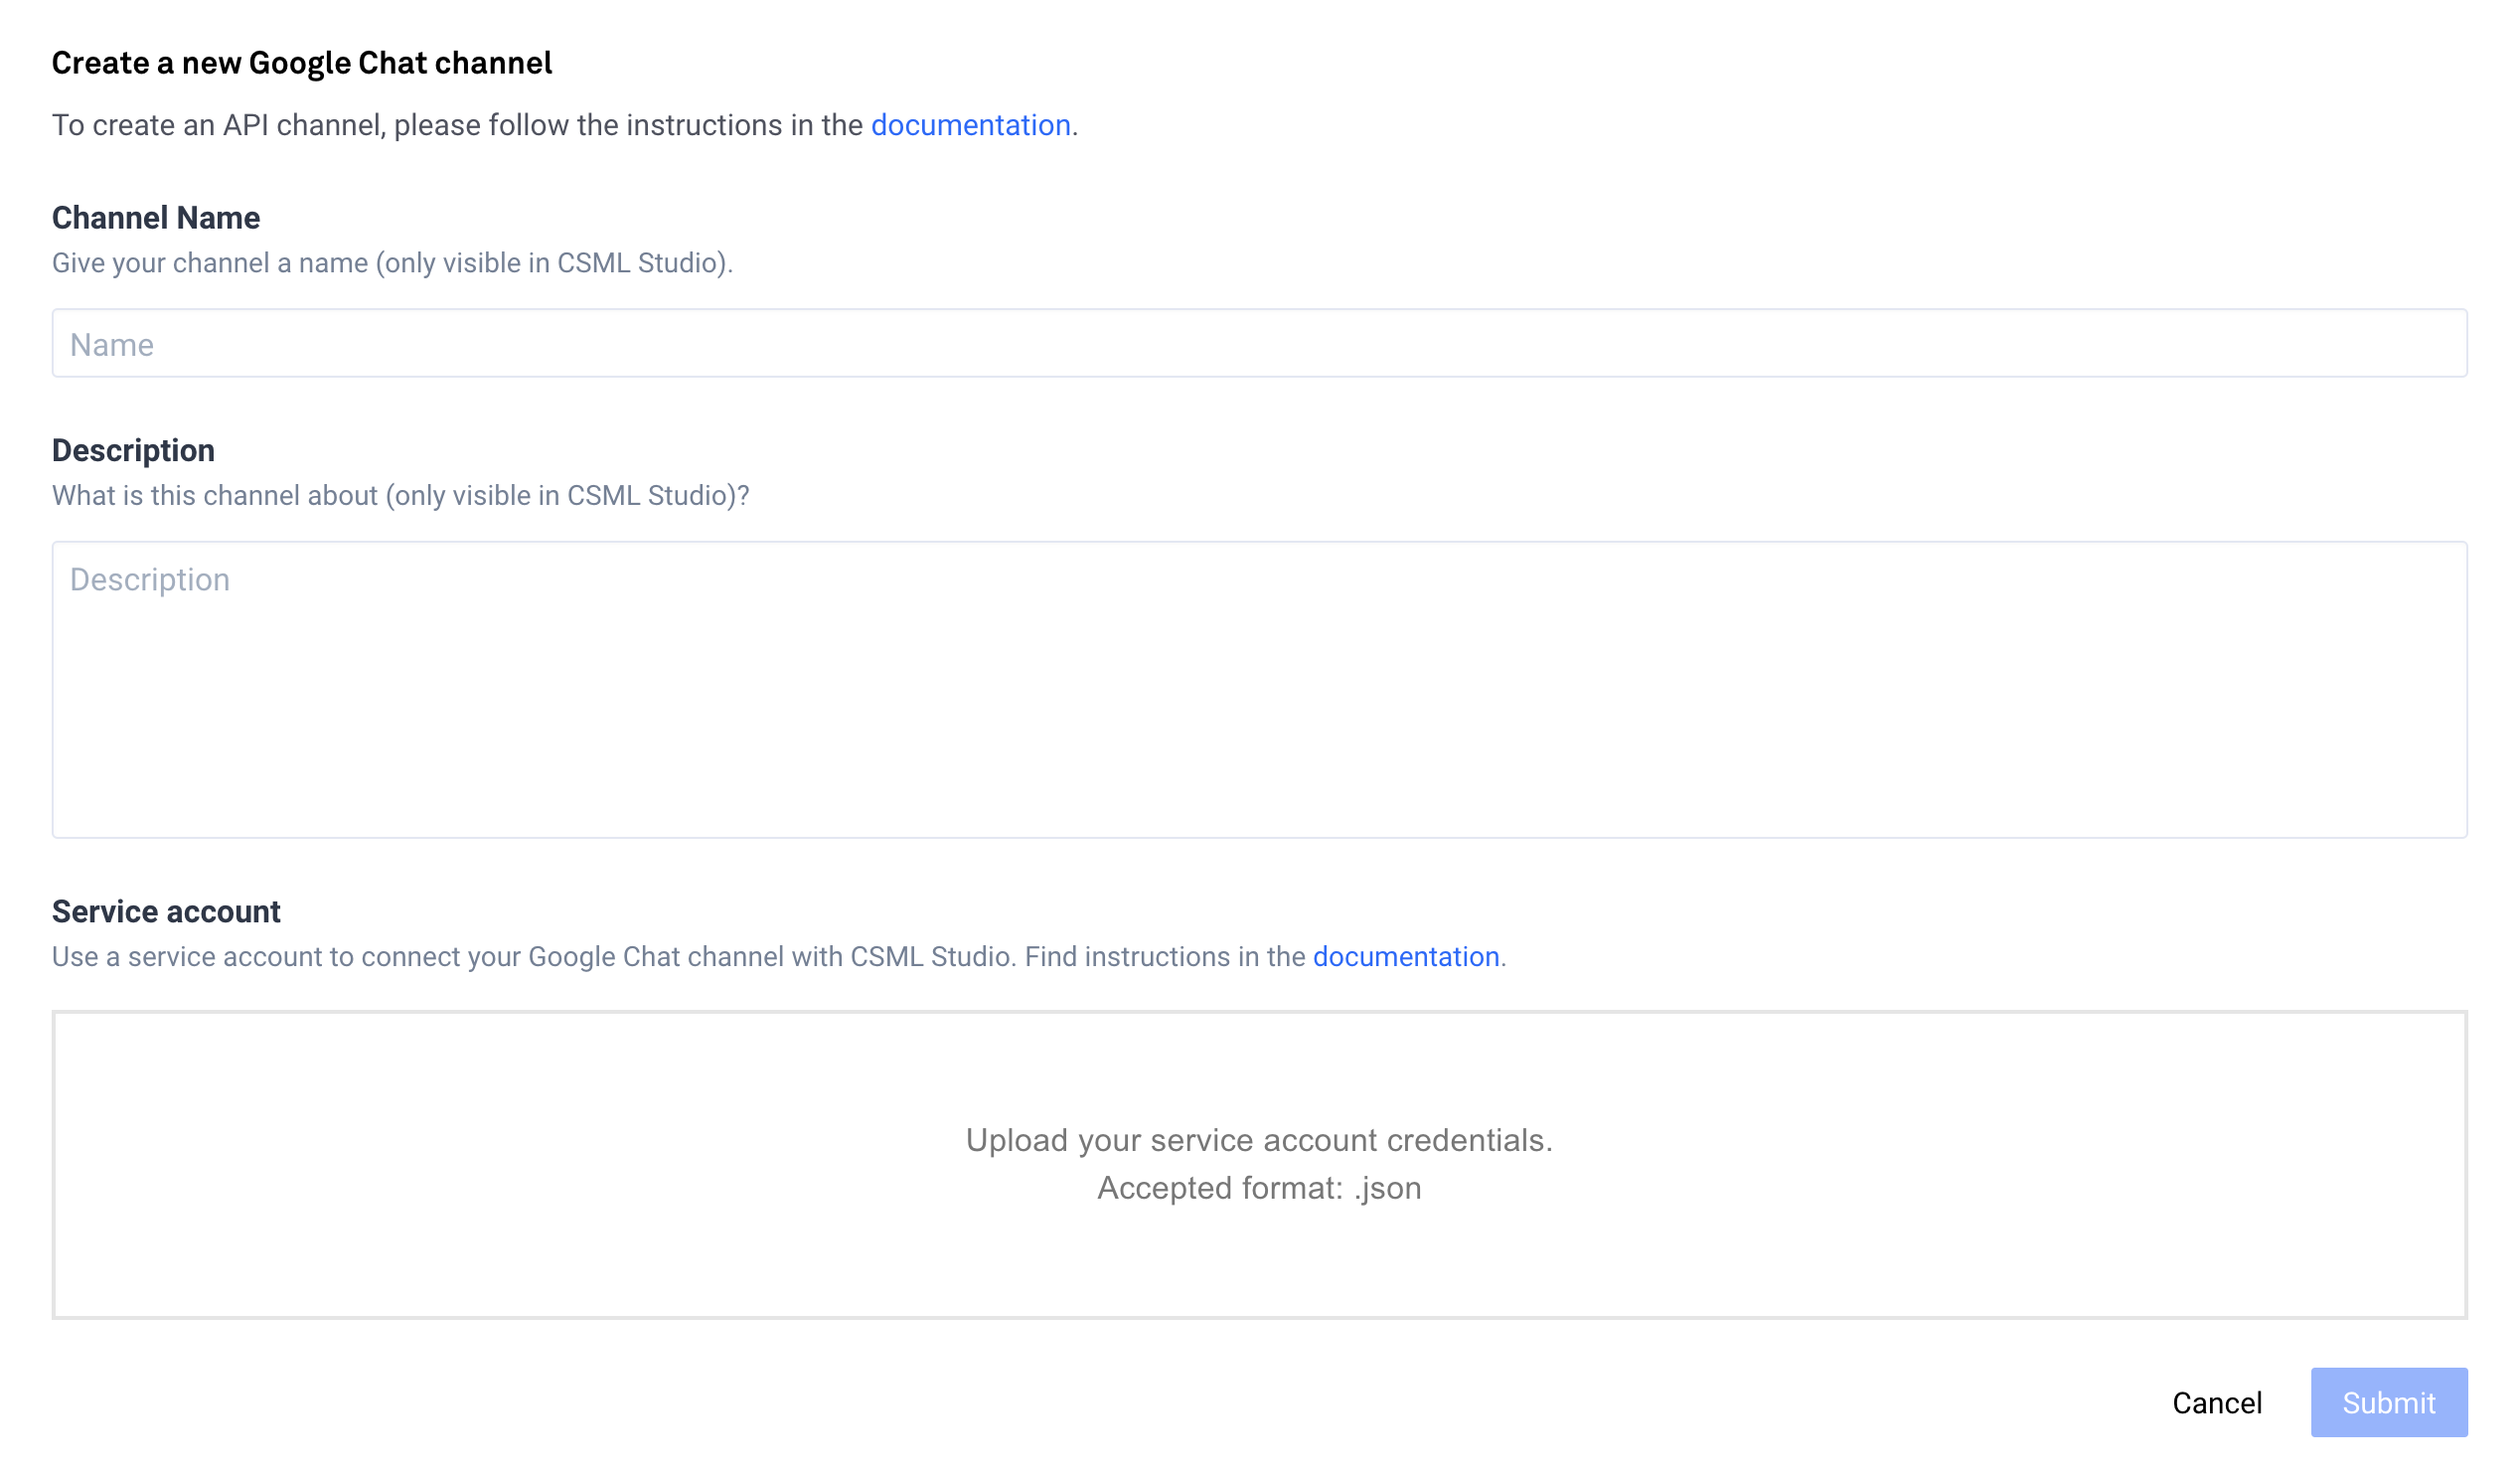 Create a new Google Chat channel
To create an API channel, please follow the instructions in the documentation.
Channel Name
Give your channel a name (only visible in CSML Studio).
Name
Description
What is this channel about (only visible in CSML Studio)?
Description
Service account
Use a service account to connect your Google Chat channel with CSML Studio. Find instructions in the documentation.
Upload your service account credentials.
Accepted format: .json
Cancel Submit